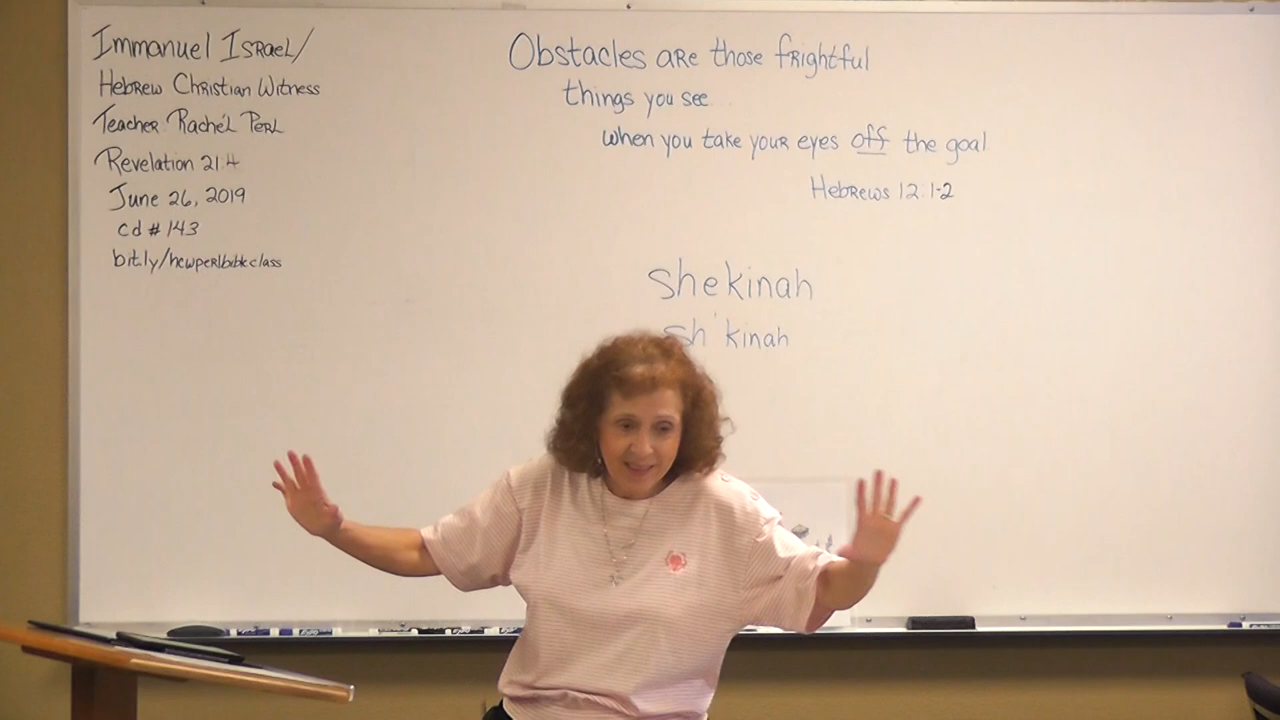 Immanuel Israel/
Hebrew Christian Witness
Teacher Rachél Perl
Revelation 21:4
June 26, 2019
cd # 143
bit.ly/hcwperlbibleclass
Obstacles are those frightful
things you see
when you take your eyes off the goal
Hebrews 12:1-2
shekinah
sh'kinah